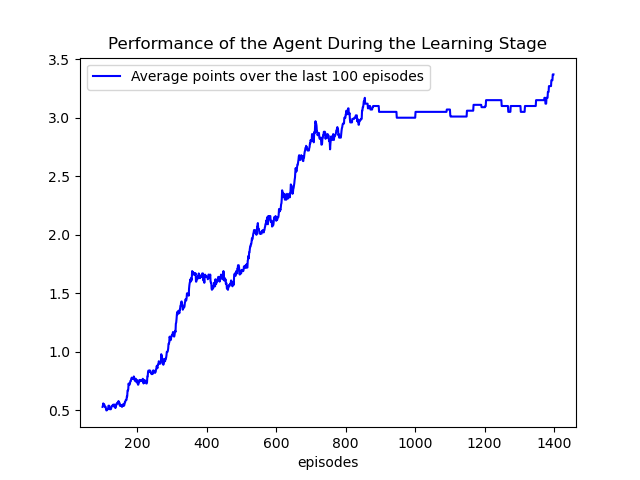 Performance of the Agent During the Learning Stage
Average points over the last 100 episodes
3.5
3.0
2.5
2.0
1.5
1.0
0.5
200 400 600 800 1000 1200 1400
episodes